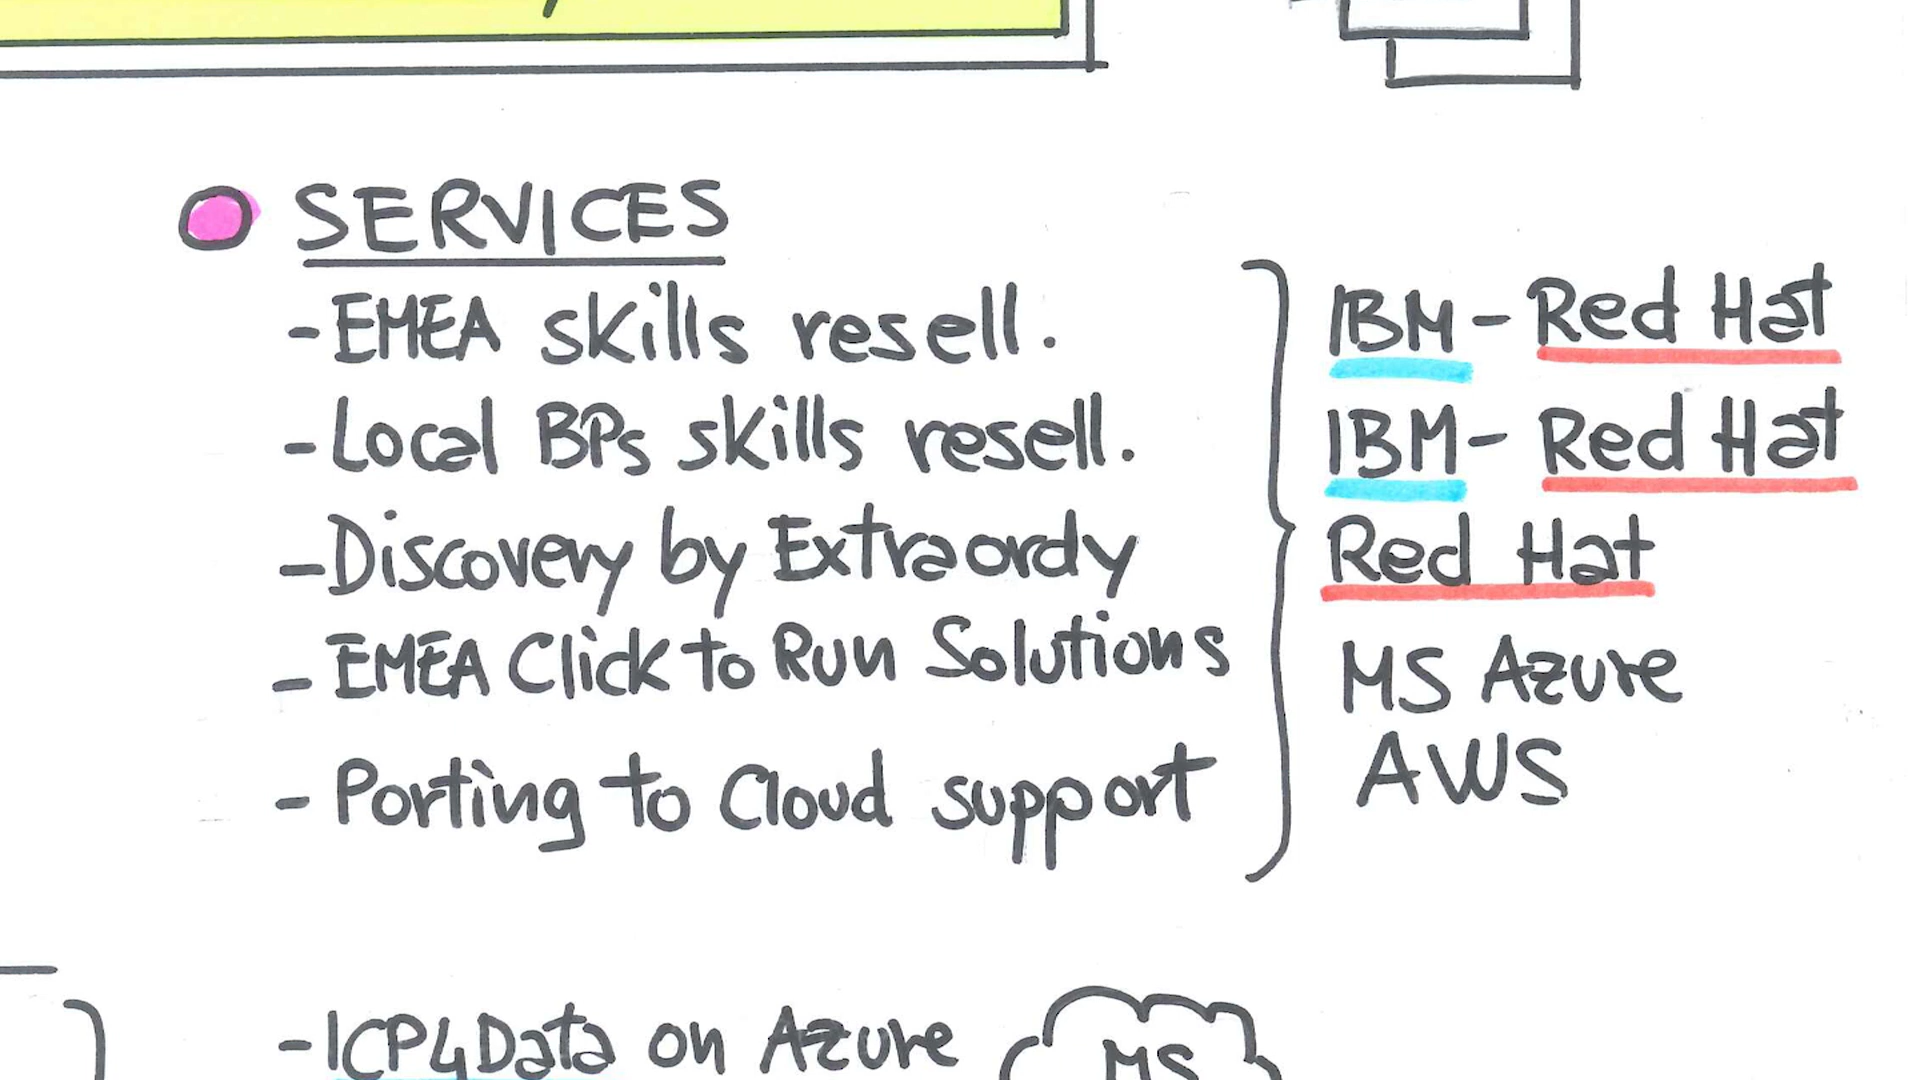 SERVICES
- EMEA skills resell.
- Local BPs skills resell.
- Discovery by Extraordy
- EMEA Click to Run Solutions
- Porting to Cloud support
IBM - Red Hat
IBM - Red Hat
Red Hat
MS Azure
AWS
- ICP4Data on Azure
MS